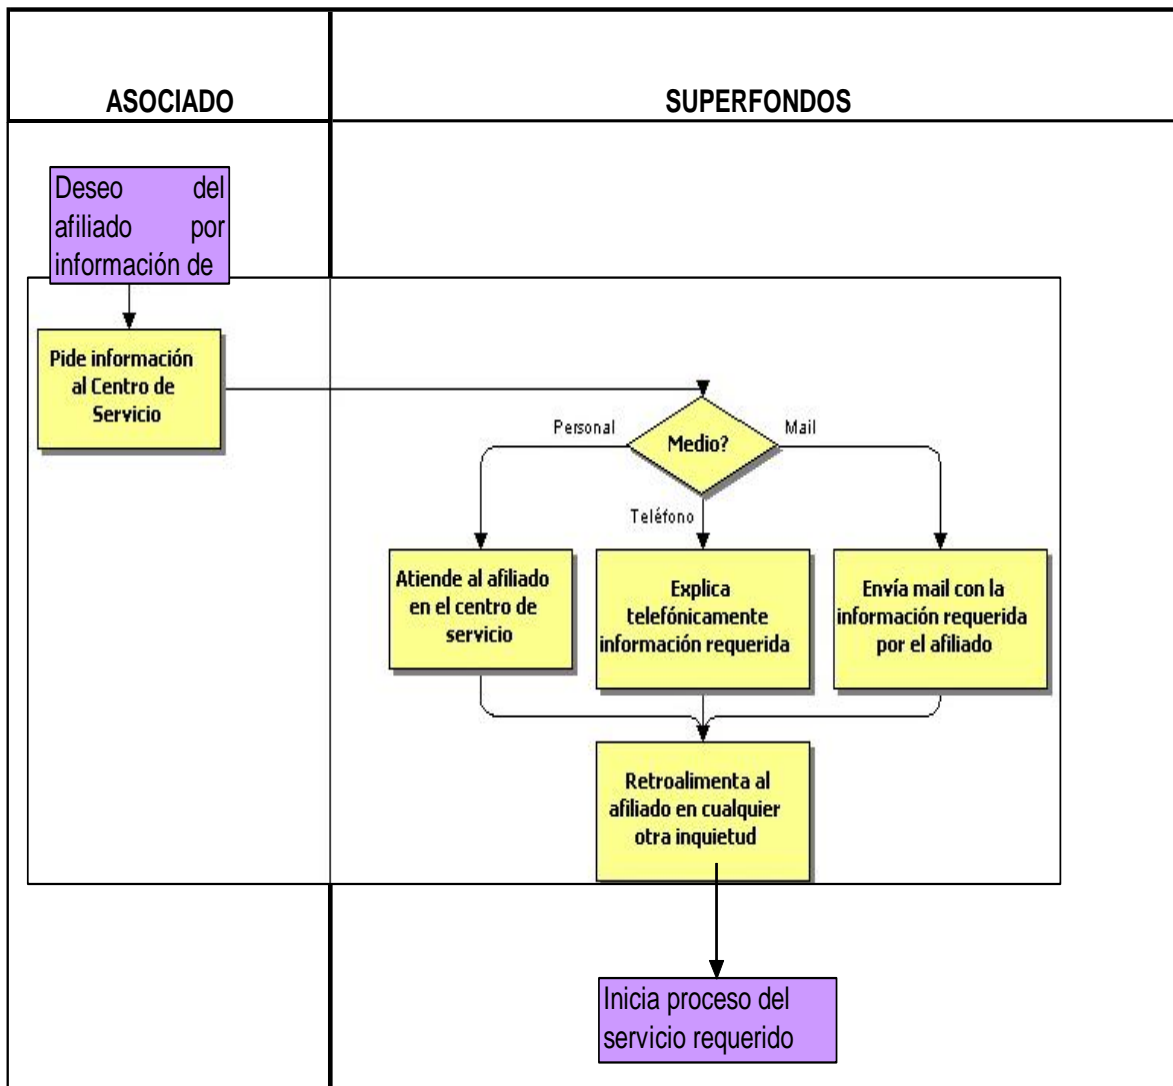 ASOCIADO
SUPERFONDOS
Deseo del
afiliado por
información de
Pide información
al Centro de
Servicio
Personal
Medio?
Mail
Teléfono
Atiende al afiliado
en el centro de
servicio
Explica
telefónicamente
información requerida
Envía mail con la
información requerida
por el afiliado
Retroalimenta al
afiliado en cualquier
otra inquietud
Inicia proceso del
servicio requerido